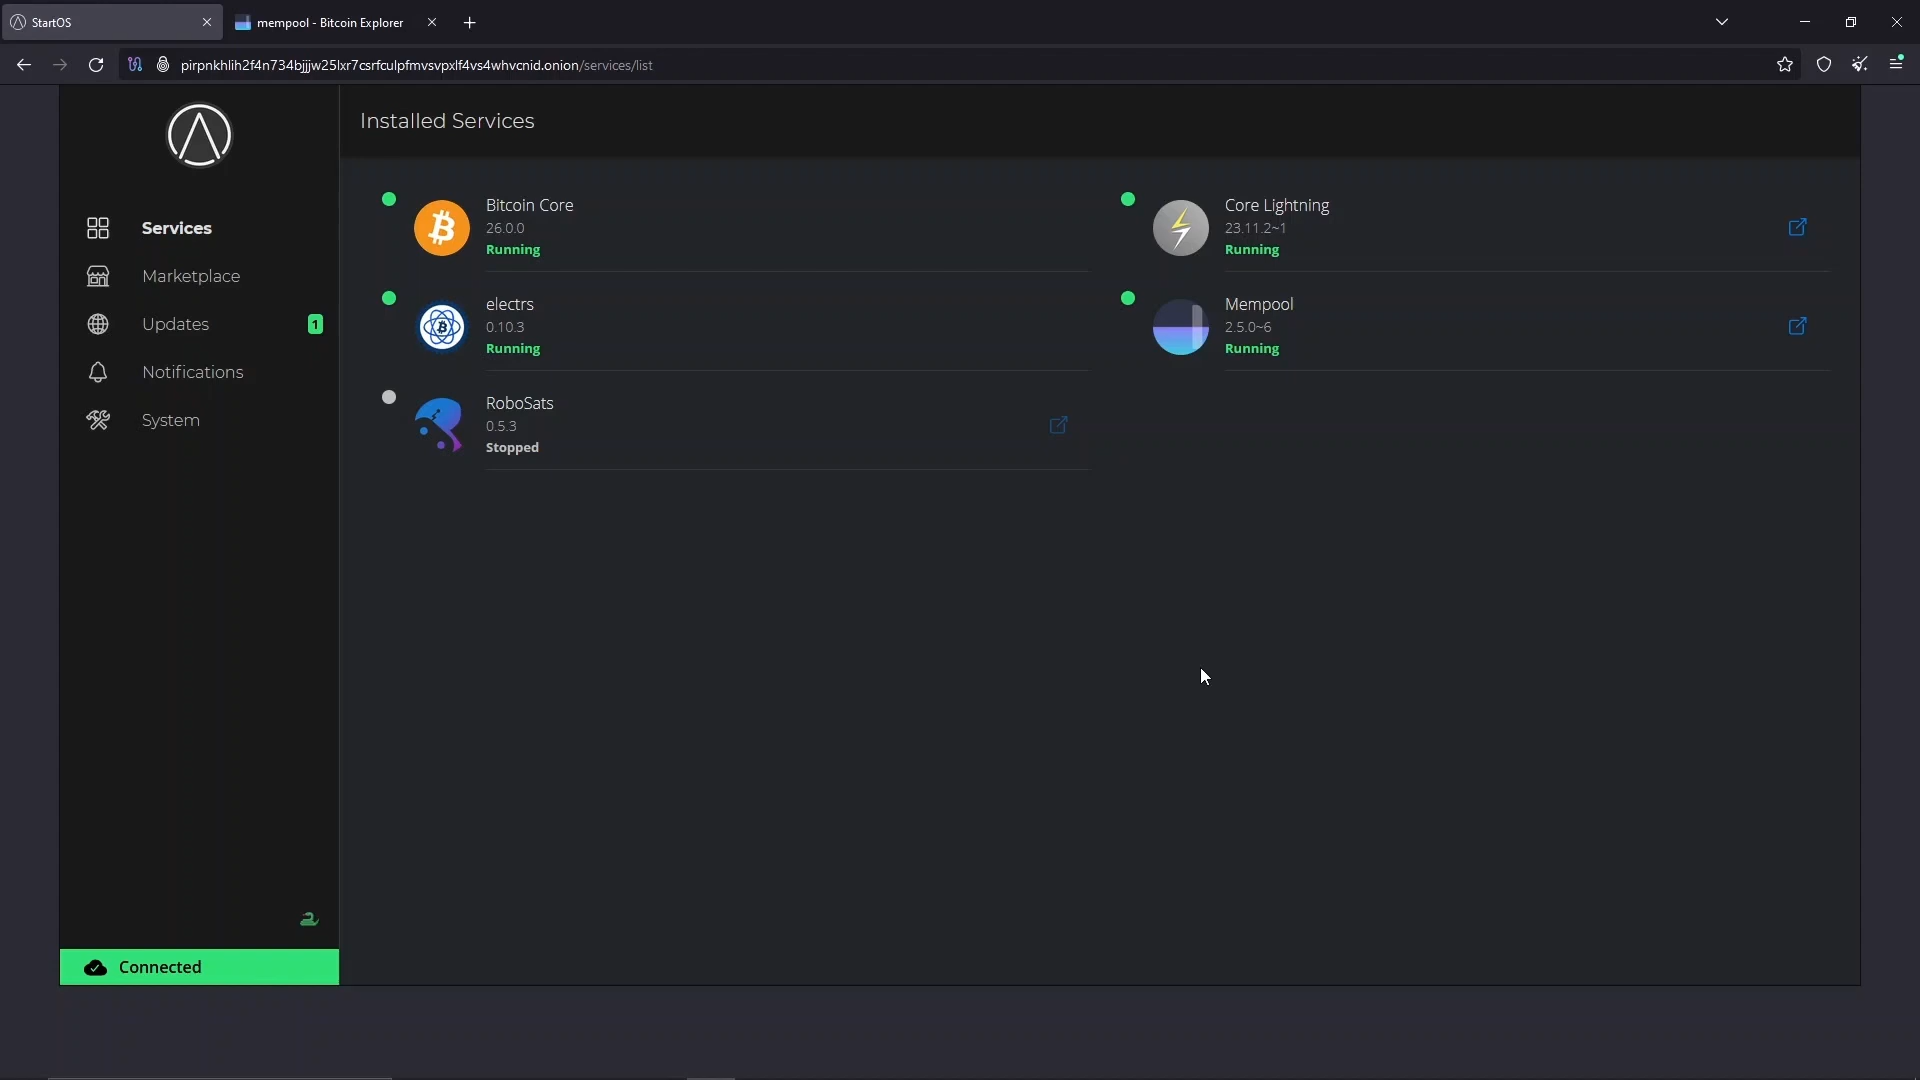 StartOS
mempool - Bitcoin Explorer
pirpnkhlih2f4n734bjjjw25lxr7csrfculpfmvsvpxlf4vs4whvcnid.onion/services/list
Services
Marketplace
Updates 1
Notifications
System
Connected
Installed Services
Bitcoin Core
26.0.0
Running
Core Lightning
23.11.2~1
Running
electrs
0.10.3
Running
Mempool
2.5.0~6
Running
RoboSats
0.5.3
Stopped